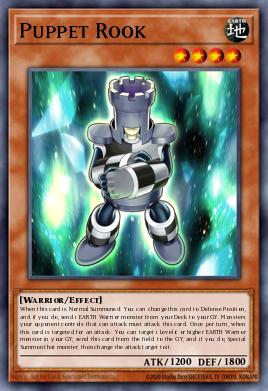 PUPPET ROOK
EARTH
地
[WARRIOR/EFFECT]
When this card is Normal Summoned: You can change this card to Defense Position,
and if you do, send 1 EARTH Warrior monster from your Deck to your GY. Monsters
your opponent controls that can attack must attack this card. Once per turn, when
this card is targeted for an attack: You can target 1 Level or higher EARTH Warrior
monster in your GY; send this card from the field to the GY, and if you do, Special
Summon that monster, then change the attack target to it.
ATK/1200 DEF/1800